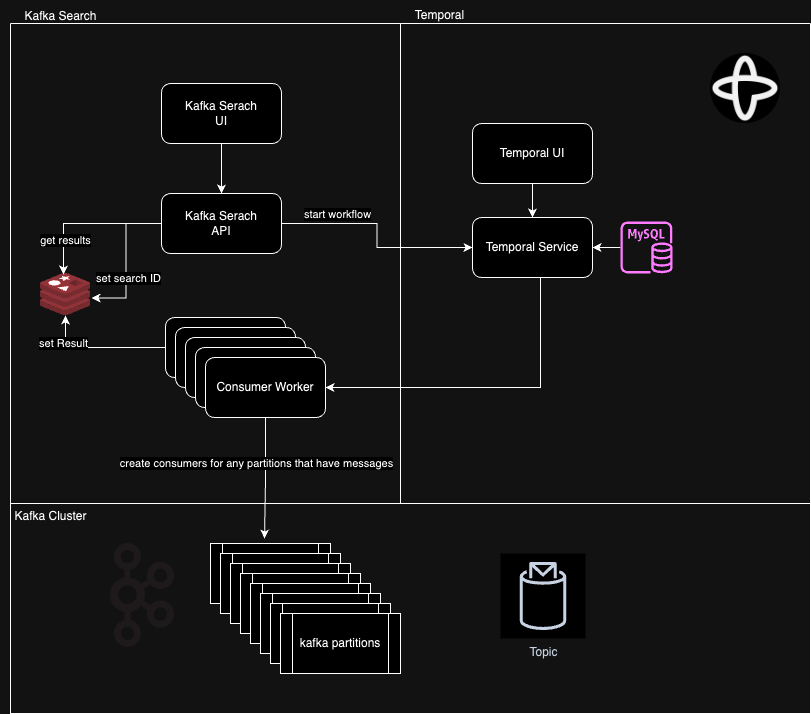 Kafka Search
Temporal
Kafka Serach
UI
Temporal UI
Kafka Serach
API
start workflow
get results
Temporal Service
MySQL
set search ID
set Result
Consumer Worker
create consumers for any partitions that have messages
Kafka Cluster
kafka partitions
Topic